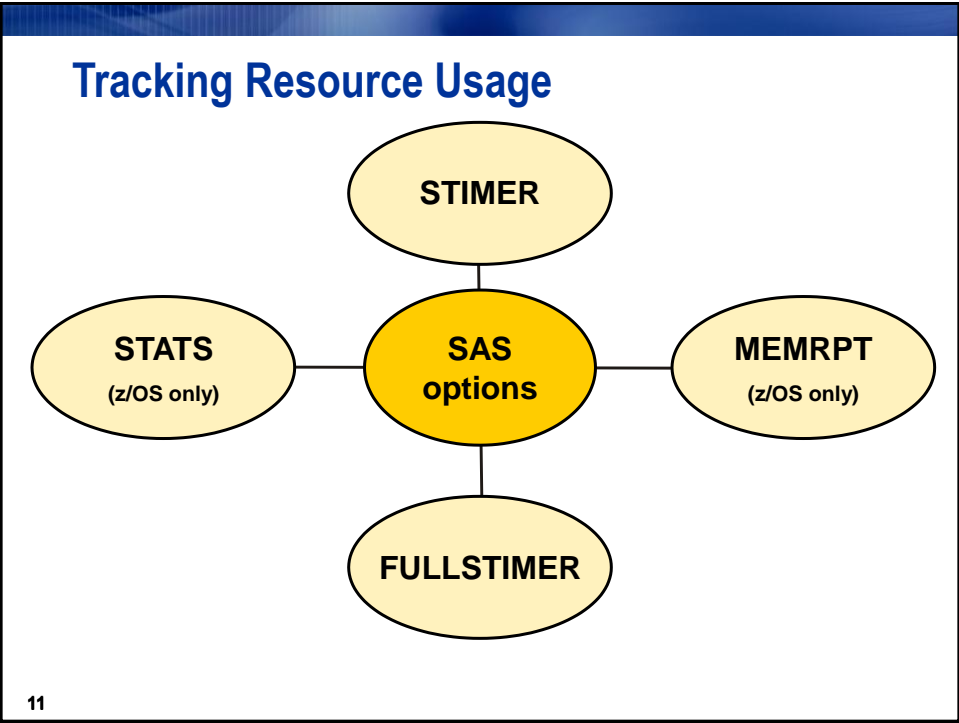 Tracking Resource Usage
STIMER
STATS
(z/OS only)
SAS
options
MEMRPT
(z/OS only)
FULLSTIMER
11